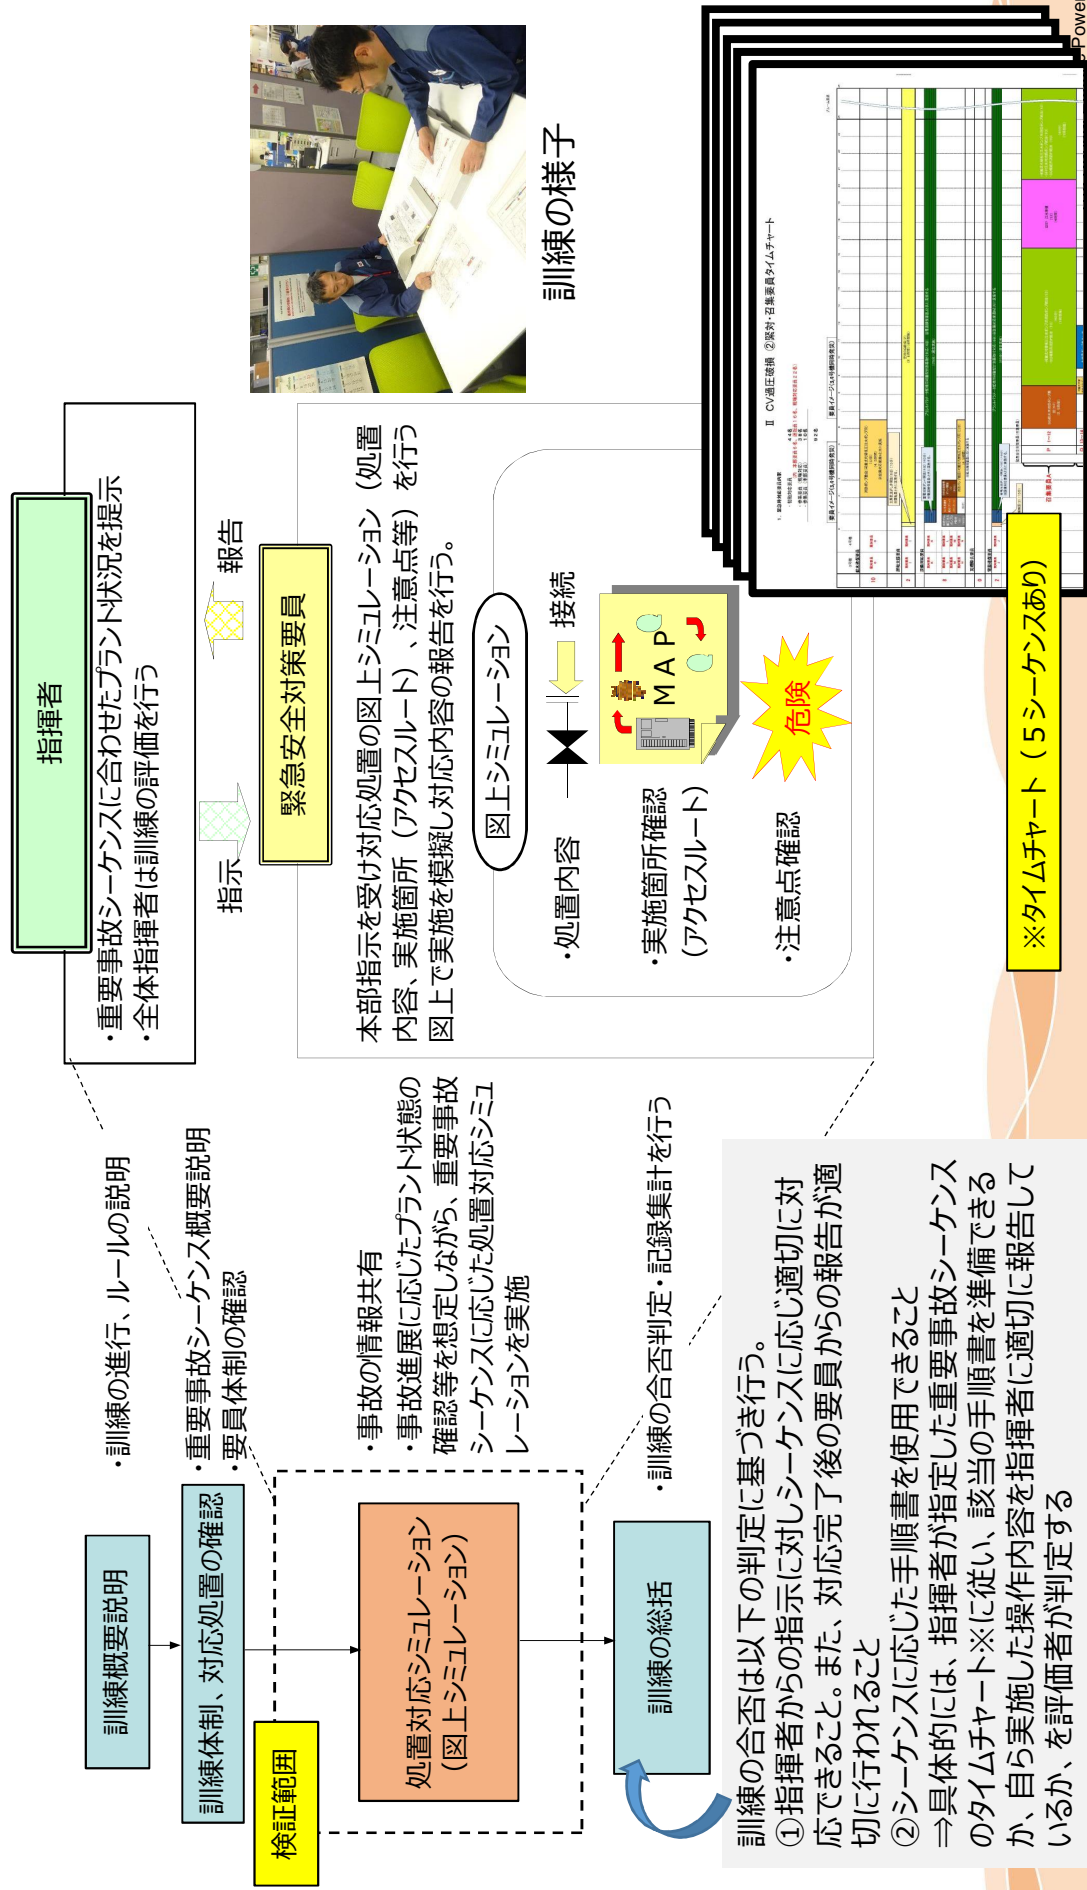 訓練概要説明
・訓練の進行、ルールの説明
訓練体制、対応処置の確認
・重要事故シーケンス概要説明
・要員体制の確認
検証範囲
処置対応シミュレーション
(図上シミュレーション)
・事故の情報共有
・事故進展に応じたプラント状態の
確認等を想定しながら、重要事故
シーケンスに応じた処置対応シミュ
レーションを実施
訓練の総括
・訓練の合否判定・記録集計を行う
訓練の合否は以下の判定に基づき行う。
①指揮者からの指示に対しシーケンスに応じ適切に対
応できること。また、対応完了後の要員からの報告が適
切に行われること
②シーケンスに応じた手順書を使用できること
⇒具体的には、指揮者が指定した重要事故シーケンス
のタイムチャート※に従い、該当の手順書を準備できる
か、自ら実施した操作内容を指揮者に適切に報告して
いるか、を評価者が判定する
指揮者
・重要事故シーケンスに合わせたプラント状況を提示
・全体指揮者は訓練の評価を行う
指示
報告
緊急安全対策要員
本部指示を受け対応処置の図上シミュレーション(処置
内容、実施箇所(アクセスルート)、注意点等)を行う
図上で実施を模擬し対応内容の報告を行う。
図上シミュレーション
・処置内容
接続
・実施箇所確認
(アクセスルート)
MAP
・注意点確認
危険
訓練の様子
Ⅱ CV過圧破損 ②緊対・召集要員タイムチャート
※タイムチャート(5シーケンスあり)
Power